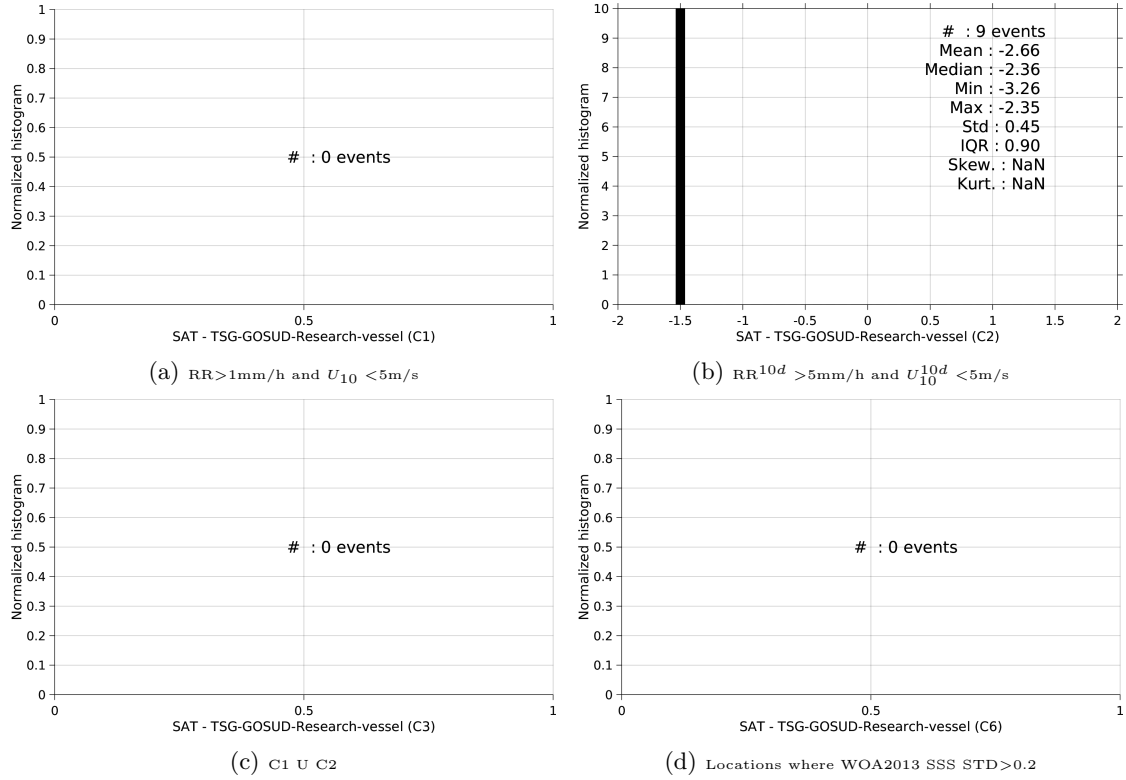 1
0.9
0.8
0.7
0.6
0.5
0.4
0.3
0.2
0.1
0
Normalized histogram
# : 0 events
0
0.5
1
SAT - TSG-GOSUD-Research-vessel (C1)
(a) RR>1mm/h and U10 <5m/s
10
9
8
7
6
5
4
3
2
1
0
Normalized histogram
# : 9 events
Mean : -2.66
Median : -2.36
Min : -3.26
Max : -2.35
Std : 0.45
IQR : 0.90
Skew. : NaN
Kurt. : NaN
-2
-1.5
-1
-0.5
0
0.5
1
1.5
2
SAT - TSG-GOSUD-Research-vessel (C2)
(b) RR^10d >5mm/h and U10^10d <5m/s
1
0.9
0.8
0.7
0.6
0.5
0.4
0.3
0.2
0.1
0
Normalized histogram
# : 0 events
0
0.5
1
SAT - TSG-GOSUD-Research-vessel (C3)
(c) C1 U C2
1
0.9
0.8
0.7
0.6
0.5
0.4
0.3
0.2
0.1
0
Normalized histogram
# : 0 events
0
0.5
1
SAT - TSG-GOSUD-Research-vessel (C6)
(d) Locations where WOA2013 SSS STD>0.2